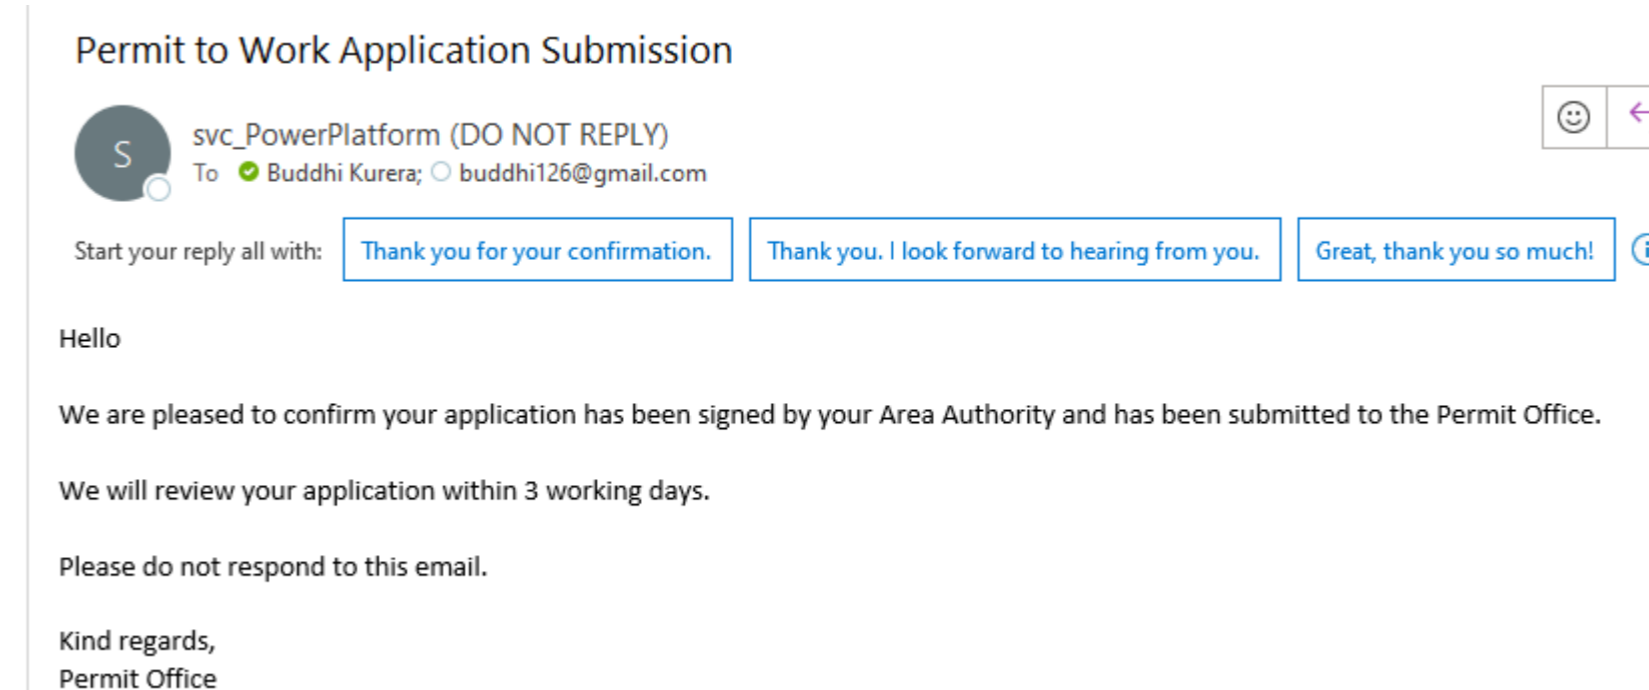 Permit to Work Application Submission
S
svc_PowerPlatform (DO NOT REPLY)
To Buddhi Kurera; buddhi126@gmail.com
Start your reply all with: Thank you for your confirmation. Thank you. I look forward to hearing from you. Great, thank you so much!
Hello
We are pleased to confirm your application has been signed by your Area Authority and has been submitted to the Permit Office.
We will review your application within 3 working days.
Please do not respond to this email.
Kind regards,
Permit Office